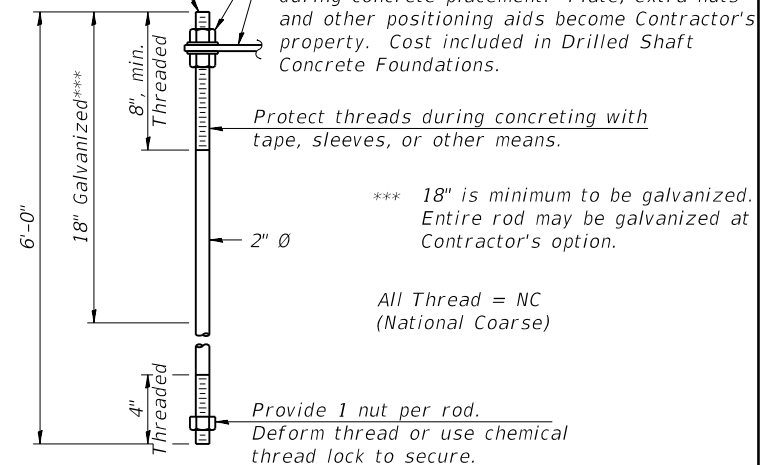 during concrete placement. Plate, extra nuts
and other positioning aids become Contractor's
property. Cost included in Drilled Shaft
Concrete Foundations.
8", min.
Threaded
18" Galvanized***
6'-0"
Protect threads during concreting with
tape, sleeves, or other means.
*** 18" is minimum to be galvanized.
Entire rod may be galvanized at
Contractor's option.
2" Ø
All Thread = NC
(National Coarse)
4"
Threaded
Provide 1 nut per rod.
Deform thread or use chemical
thread lock to secure.